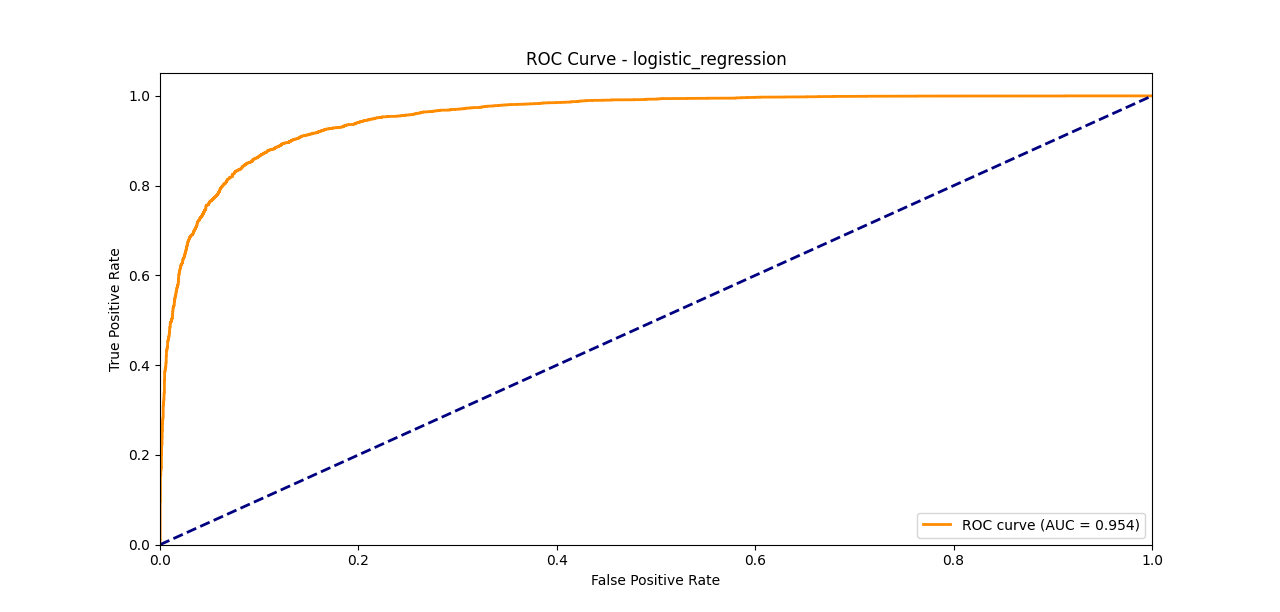 ROC Curve - logistic_regression
True Positive Rate
1.0
0.8
0.6
0.4
0.2
0.0
0.0 0.2 0.4 0.6 0.8 1.0
False Positive Rate
ROC curve (AUC = 0.954)